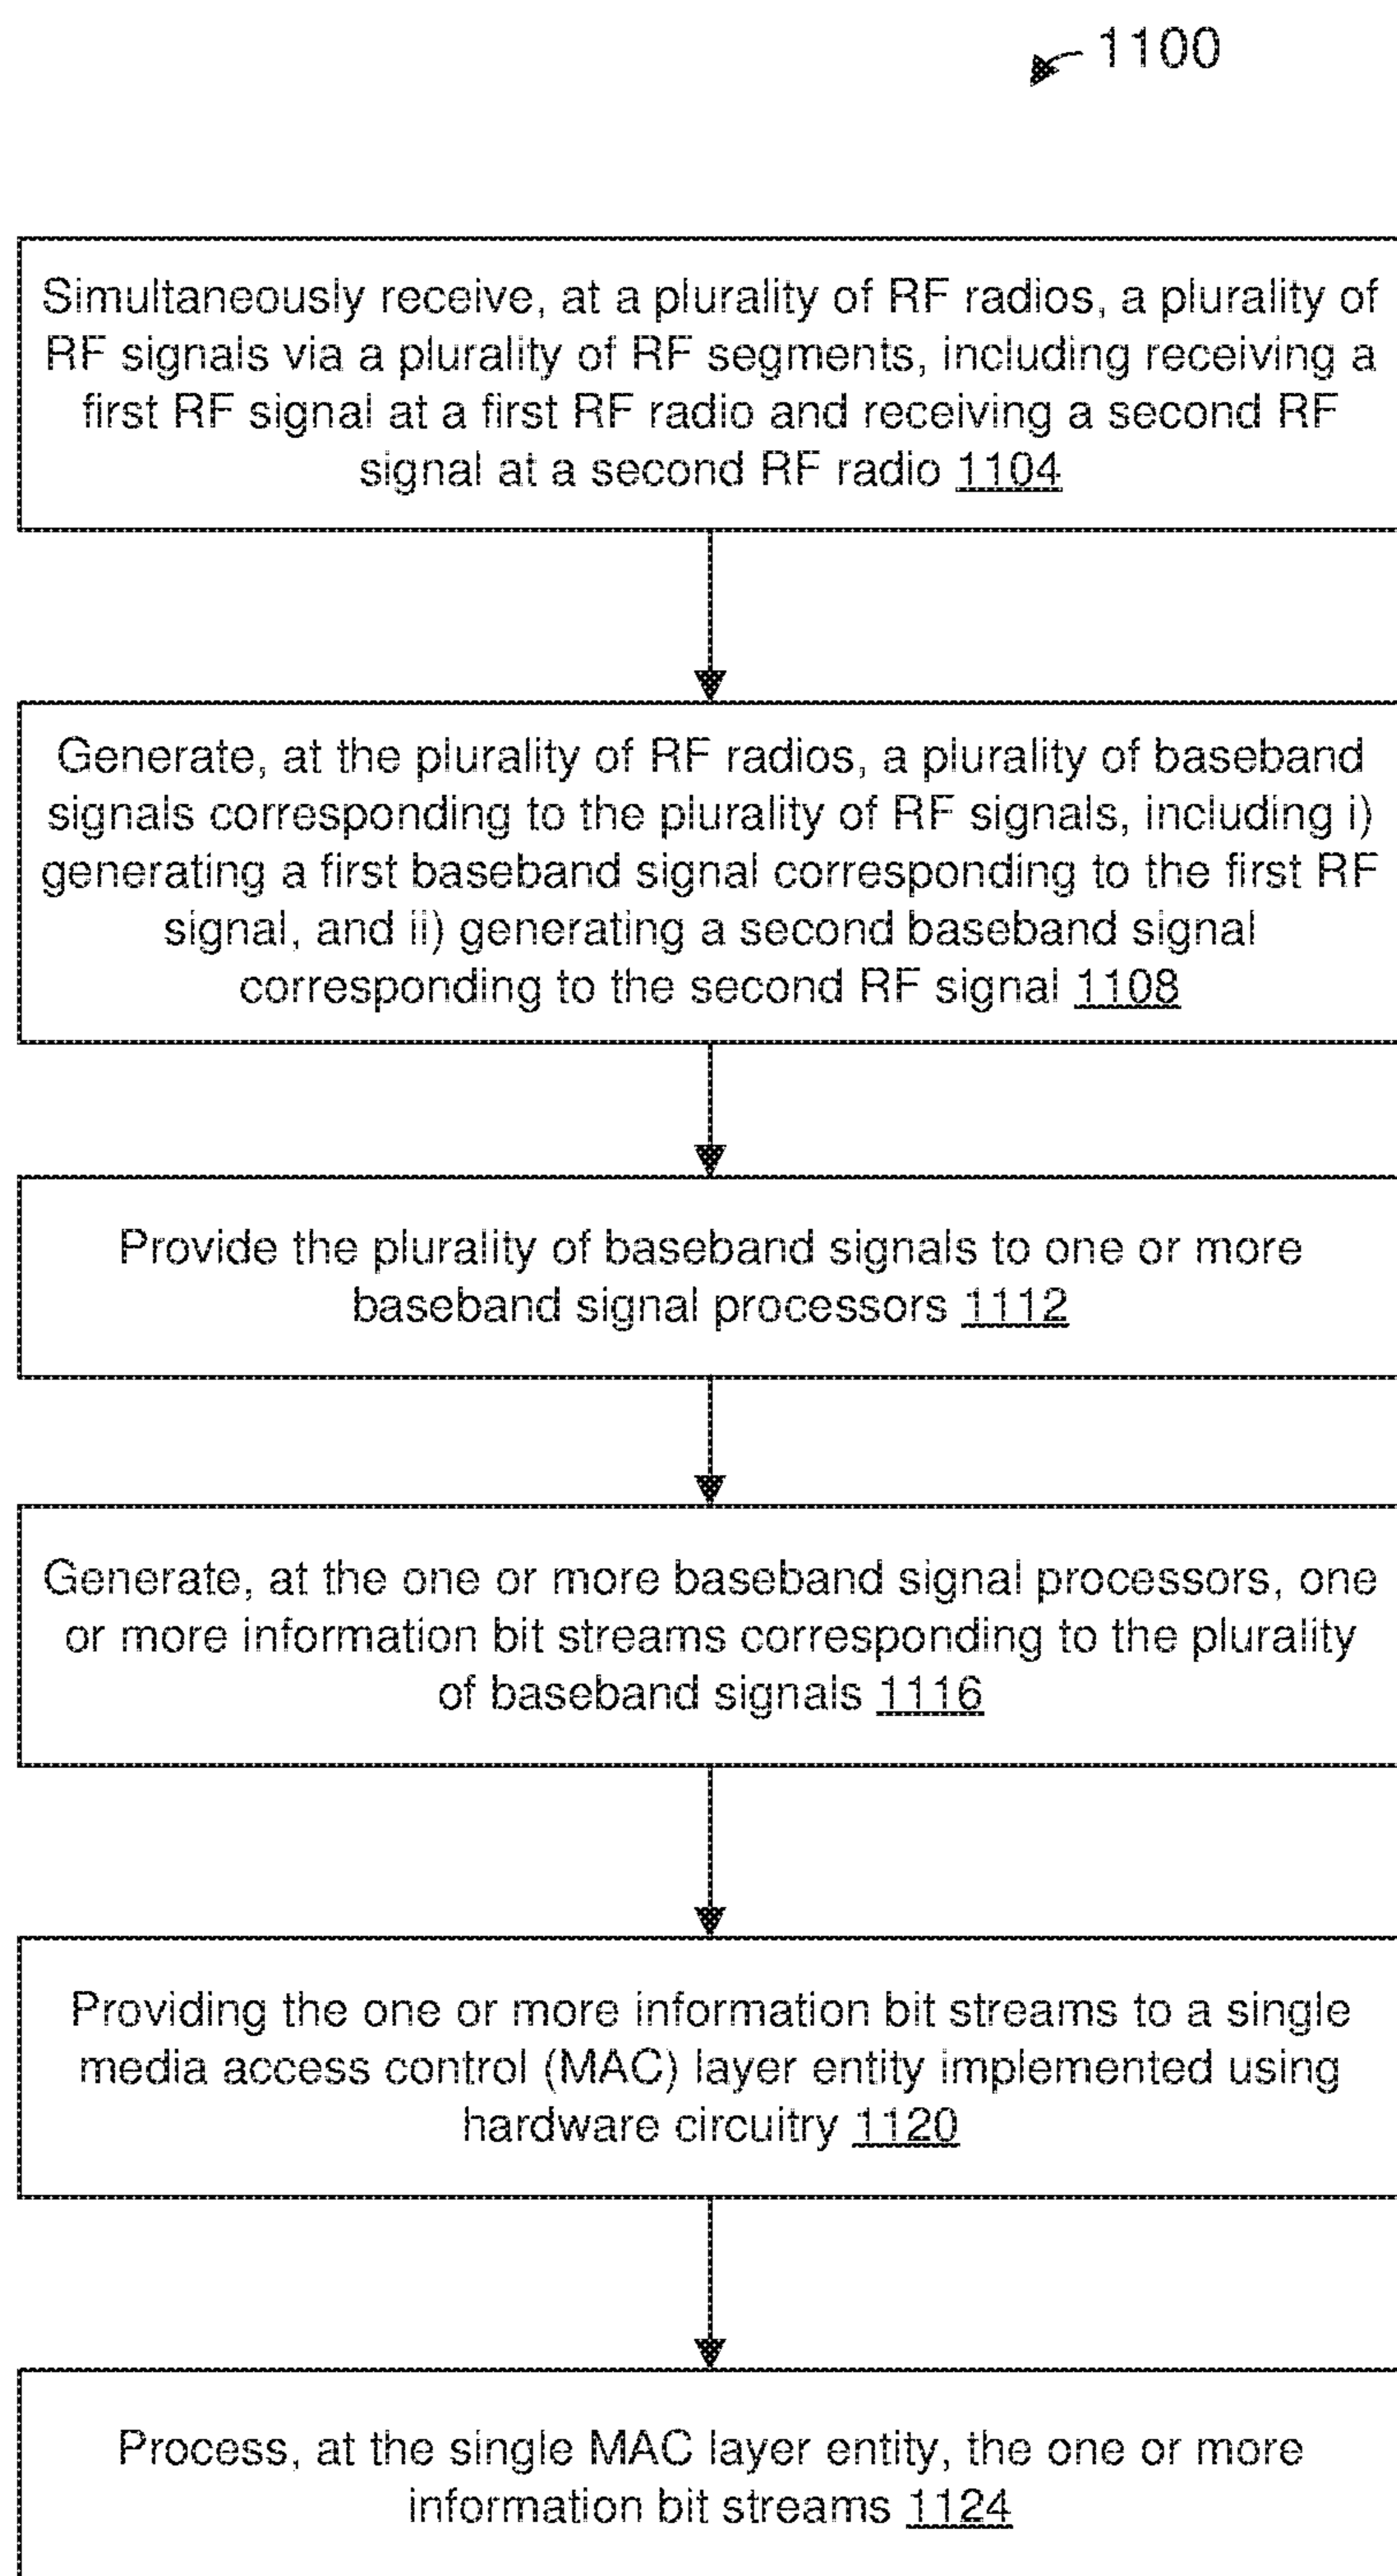 1100
Simultaneously receive, at a plurality of RF radios, a plurality of
RF signals via a plurality of RF segments, including receiving a
first RF signal at a first RF radio and receiving a second RF
signal at a second RF radio 1104
Generate, at the plurality of RF radios, a plurality of baseband
signals corresponding to the plurality of RF signals, including i)
generating a first baseband signal corresponding to the first RF
signal, and ii) generating a second baseband signal
corresponding to the second RF signal 1108
Provide the plurality of baseband signals to one or more
baseband signal processors 1112
Generate, at the one or more baseband signal processors, one
or more information bit streams corresponding to the plurality
of baseband signals 1116
Providing the one or more information bit streams to a single
media access control (MAC) layer entity implemented using
hardware circuitry 1120
Process, at the single MAC layer entity, the one or more
information bit streams 1124